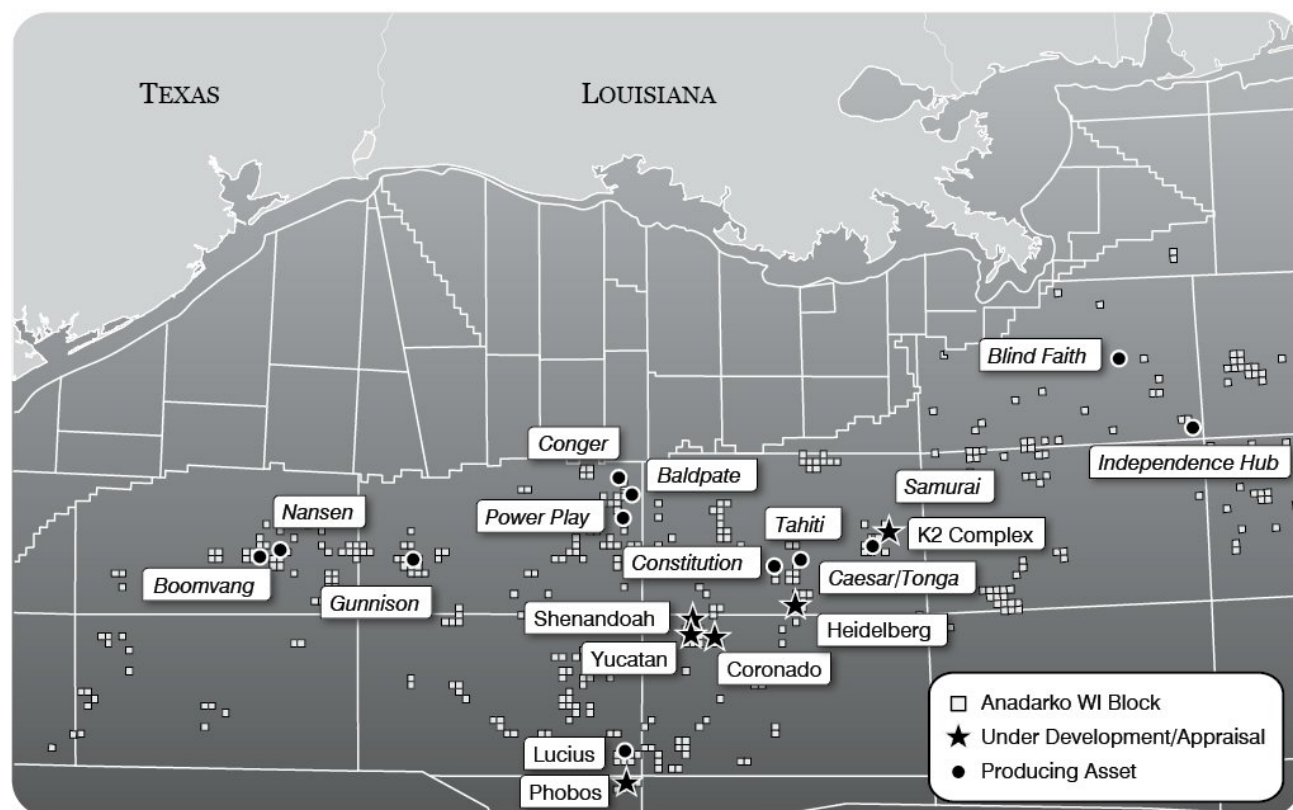 TEXAS
LOUISIANA
Blind Faith
Conger
Baldpate
Independence Hub
Samurai
Nansen
Power Play
Tahiti
K2 Complex
Constitution
Caesar/Tonga
Boomvang
Gunnison
Shenandoah
Heidelberg
Yucatan
Coronado
Anadarko WI Block
Under Development/Appraisal
Lucius
Producing Asset
Phobos